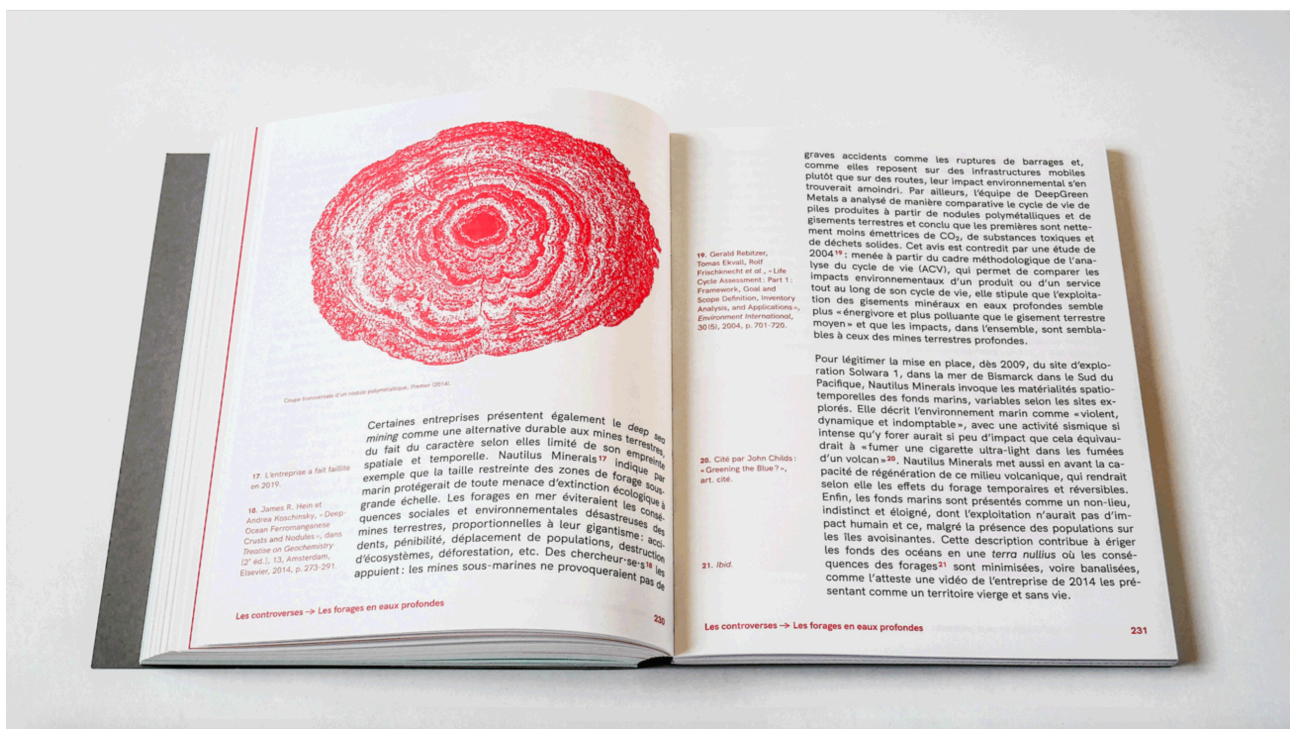 Coupe transversale d'un nodule polymétallique, Premier (2014).
Certaines entreprises présentent également le deep sea
mining comme une alternative durable aux mines terrestres,
du fait du caractère selon elles limité de son empreinte
spatiale et temporelle. Nautilus Minerals17 indique par
exemple que la taille restreinte des zones de forage sous-
marin protégerait de toute menace d'extinction écologique à
grande échelle. Les forages en mer éviteraient les consé-
quences sociales et environnementales désastreuses des
mines terrestres, proportionnelles à leur gigantisme : acci-
dents, pénibilité, déplacement de populations, destruction
d'écosystèmes, déforestation, etc. Des chercheur·se·s18 les
appuient : les mines sous-marines ne provoqueraient pas de
17. L'entreprise a fait faillite
en 2019.
18. James R. Hein et
Andrea Koschinsky, « Deep-
Ocean Ferromanganese
Crusts and Nodules », dans
Treatise on Geochemistry
(2e éd.), 13, Amsterdam,
Elsevier, 2014, p. 273-291.
Les controverses → Les forages en eaux profondes
230
graves accidents comme les ruptures de barrages et,
comme elles reposent sur des infrastructures mobiles
plutôt que sur des routes, leur impact environnemental s'en
trouverait amoindri. Par ailleurs, l'équipe de DeepGreen
Metals a analysé de manière comparative le cycle de vie de
piles produites à partir de nodules polymétalliques et de
gisements terrestres et conclu que les premières sont nette-
ment moins émettrices de CO₂, de substances toxiques et
de déchets solides. Cet avis est contredit par une étude de
200419 : menée à partir du cadre méthodologique de l'ana-
lyse du cycle de vie (ACV), qui permet de comparer les
impacts environnementaux d'un produit ou d'un service
tout au long de son cycle de vie, elle stipule que l'exploita-
tion des gisements minéraux en eaux profondes semble
plus « énergivore et plus polluante que le gisement terrestre
moyen » et que les impacts, dans l'ensemble, sont sembla-
bles à ceux des mines terrestres profondes.
Pour légitimer la mise en place, dès 2009, du site d'explo-
ration Solwara 1, dans la mer de Bismarck dans le Sud du
Pacifique, Nautilus Minerals invoque les matérialités spatio-
temporelles des fonds marins, variables selon les sites ex-
plorés. Elle décrit l'environnement marin comme « violent,
dynamique et indomptable », avec une activité sismique si
intense qu'y forer aurait si peu d'impact que cela équivau-
drait à « fumer une cigarette ultra-light dans les fumées
d'un volcan »20. Nautilus Minerals met aussi en avant la ca-
pacité de régénération de ce milieu volcanique, qui rendrait
selon elle les effets du forage temporaires et réversibles.
Enfin, les fonds marins sont présentés comme un non-lieu,
indistinct et éloigné, dont l'exploitation n'aurait pas d'im-
pact humain et ce, malgré la présence des populations sur
les îles avoisinantes. Cette description contribue à ériger
les fonds des océans en une terra nullius où les consé-
quences des forages21 sont minimisées, voire banalisées,
comme l'atteste une vidéo de l'entreprise de 2014 les pré-
sentant comme un territoire vierge et sans vie.
19. Gerald Rebitzer,
Tomas Ekvall, Rolf
Frischknecht et al., « Life
Cycle Assessment : Part 1 :
Framework, Goal and
Scope Definition, Inventory
Analysis, and Applications »,
Environment International,
30 (5), 2004, p. 701-720.
20. Cité par John Childs :
« Greening the Blue ? »,
art. cité.
21. Ibid.
Les controverses → Les forages en eaux profondes
231